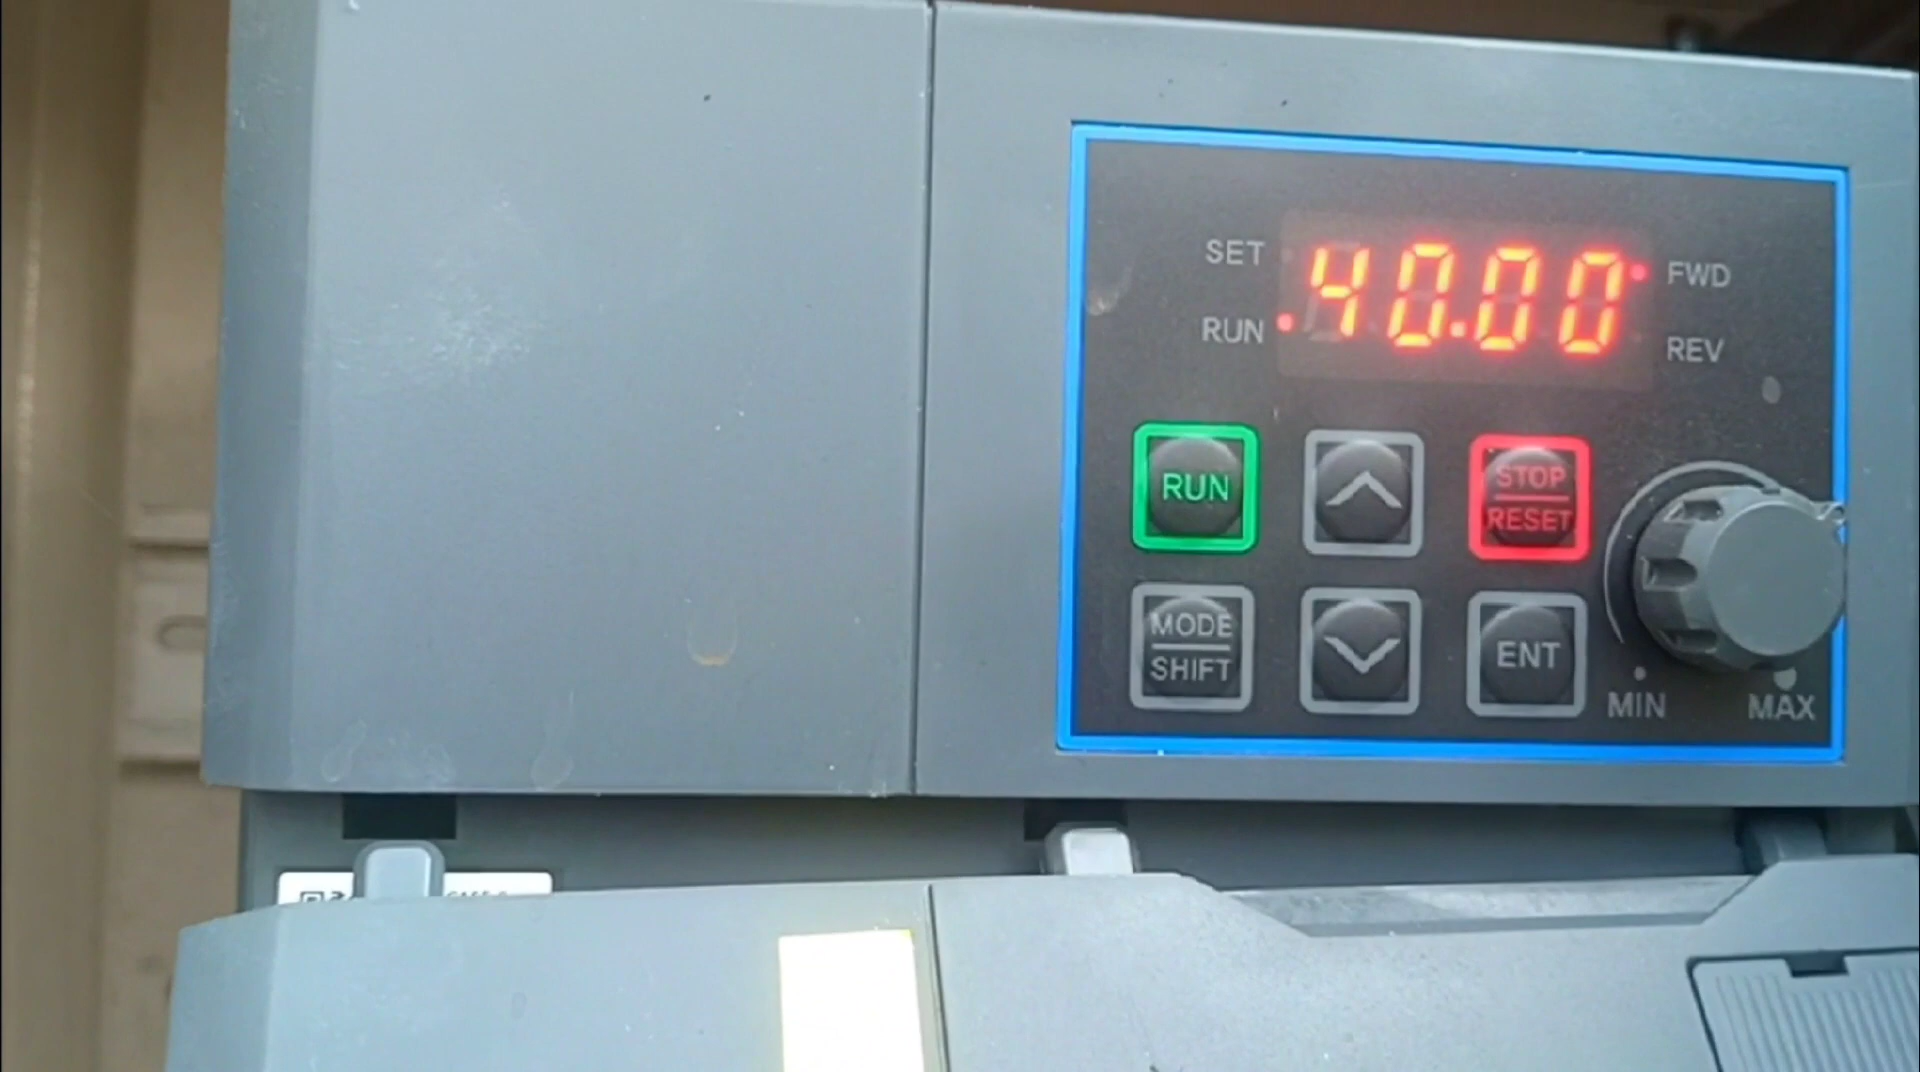 SET 40.00 FWD
RUN REV
RUN
STOP
RESET
MODE
SHIFT
ENT
MIN MAX